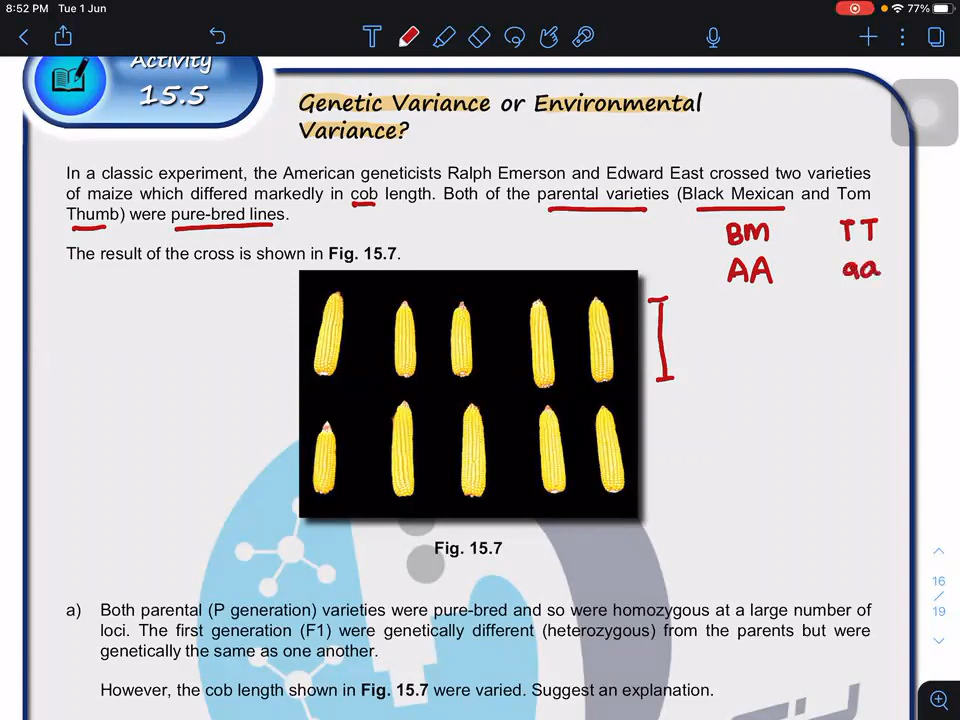 8:52 PM Tue 1 Jun
77%
Activity
15.5
Genetic Variance or Environmental
Variance?
In a classic experiment, the American geneticists Ralph Emerson and Edward East crossed two varieties
of maize which differed markedly in cob length. Both of the parental varieties (Black Mexican and Tom
Thumb) were pure-bred lines.
BM TT
The result of the cross is shown in Fig. 15.7.
AA aa
Fig. 15.7
16
/
19
a) Both parental (P generation) varieties were pure-bred and so were homozygous at a large number of
loci. The first generation (F1) were genetically different (heterozygous) from the parents but were
genetically the same as one another.
However, the cob length shown in Fig. 15.7 were varied. Suggest an explanation.